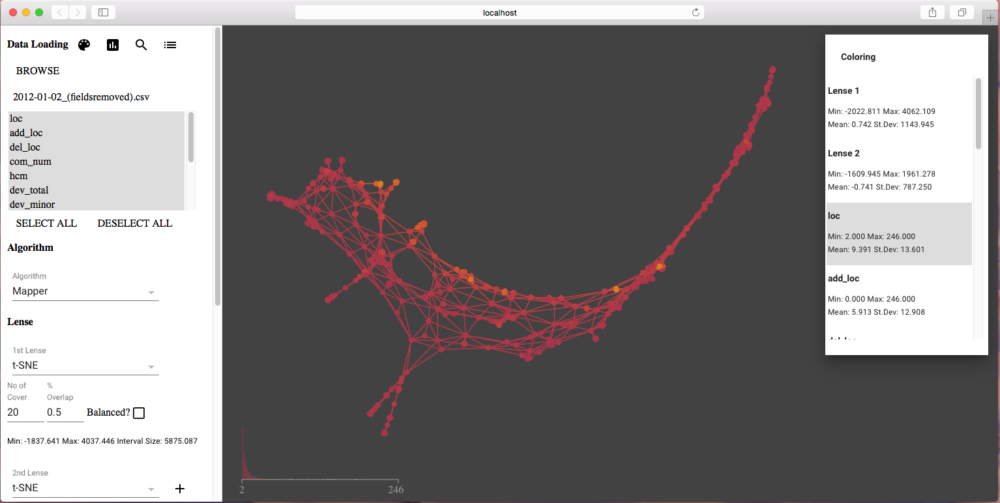 localhost
Data Loading
BROWSE
2012-01-02_(fieldsremoved).csv
loc
add_loc
del_loc
com_num
hcm
dev_total
dev_minor
SELECT ALL DESELECT ALL
Algorithm
Algorithm
Mapper
Lense
1st Lense
t-SNE
No of Cover
% Overlap
20 0.5 Balanced?
Min: -1837.641 Max: 4037.446 Interval Size: 5875.087
2nd Lense
t-SNE
2 246
Coloring
Lense 1
Min: -2022.811 Max: 4062.109
Mean: 0.742 St.Dev: 1143.945
Lense 2
Min: -1609.945 Max: 1961.278
Mean: -0.741 St.Dev: 787.250
loc
Min: 2.000 Max: 246.000
Mean: 9.391 St.Dev: 13.601
add_loc
Min: 0.000 Max: 246.000
Mean: 5.913 St.Dev: 12.908